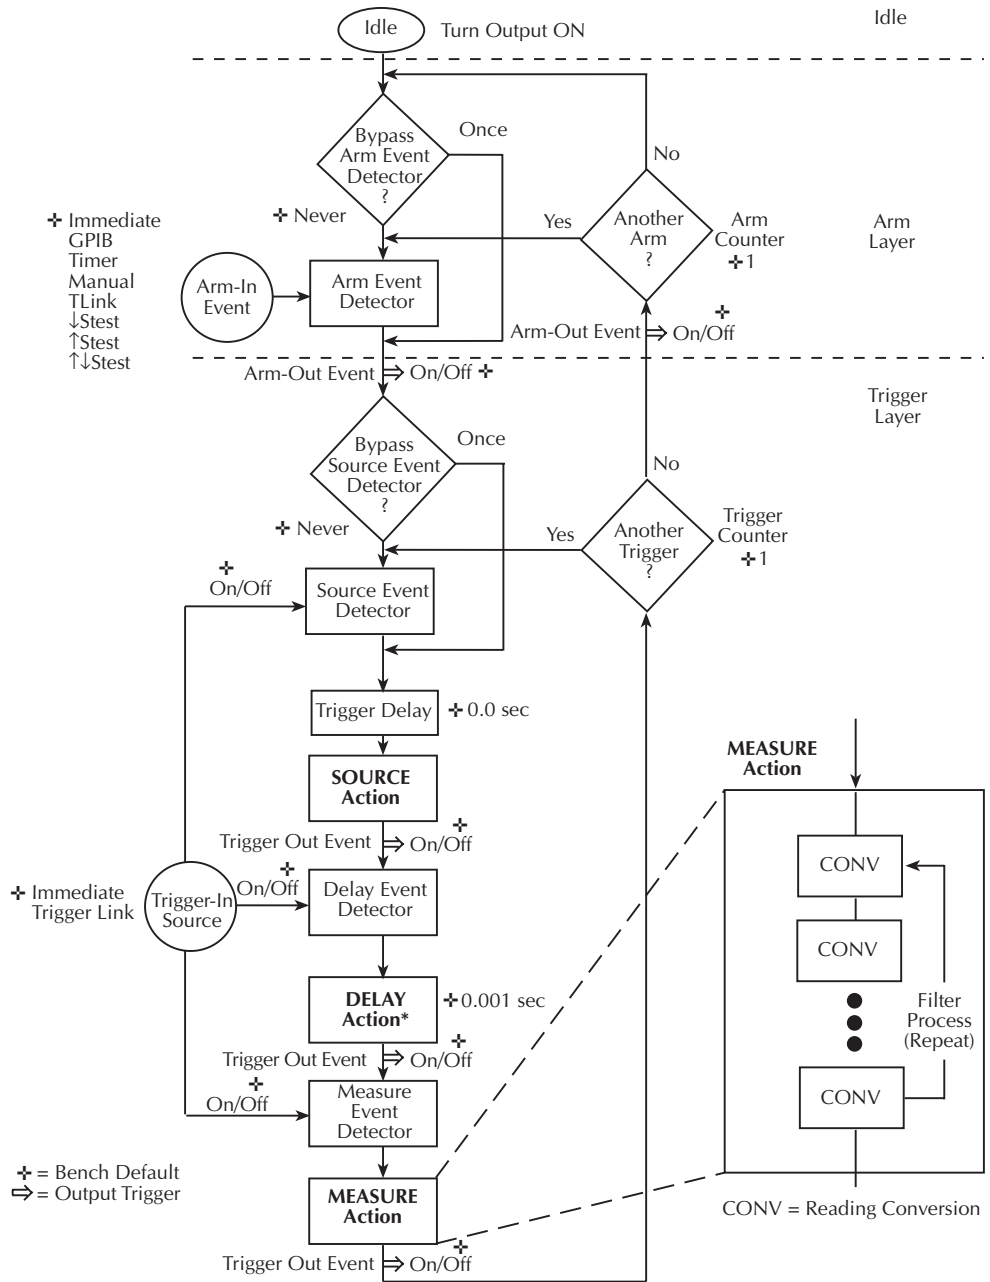 Idle
Turn Output ON
Idle
Bypass
Arm Event
Detector
?
Once
No
✛ Never
Yes
Another
Arm
?
Arm
Counter
✛1
Arm
Layer
✛ Immediate
GPIB
Timer
Manual
TLink
↓Stest
↑Stest
↑↓Stest
Arm-In
Event
Arm Event
Detector
✛
Arm-Out Event ⇨ On/Off
Arm-Out Event ⇨ On/Off ✛
Trigger
Layer
Bypass
Source Event
Detector
?
Once
No
✛ Never
Yes
Another
Trigger
?
Trigger
Counter
✛1
✛
On/Off
Source Event
Detector
Trigger Delay
✛ 0.0 sec
SOURCE
Action
✛
Trigger Out Event ⇨ On/Off
✛ Immediate
Trigger Link
Trigger-In
Source
✛
On/Off
Delay Event
Detector
DELAY
Action*
✛0.001 sec
✛
Trigger Out Event ⇨ On/Off
✛
On/Off
Measure
Event
Detector
MEASURE
Action
✛
Trigger Out Event ⇨ On/Off
✛ = Bench Default
⇨ = Output Trigger
MEASURE
Action
CONV
CONV
CONV
Filter
Process
(Repeat)
CONV = Reading Conversion